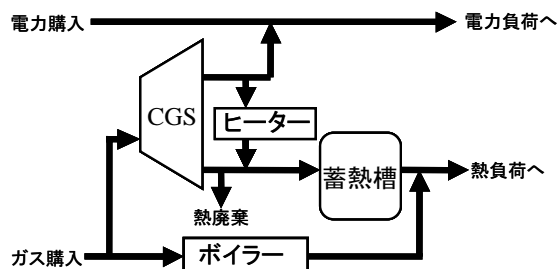 電力購入
電力負荷へ
CGS
ヒーター
蓄熱槽
熱負荷へ
熱廃棄
ガス購入
ボイラー